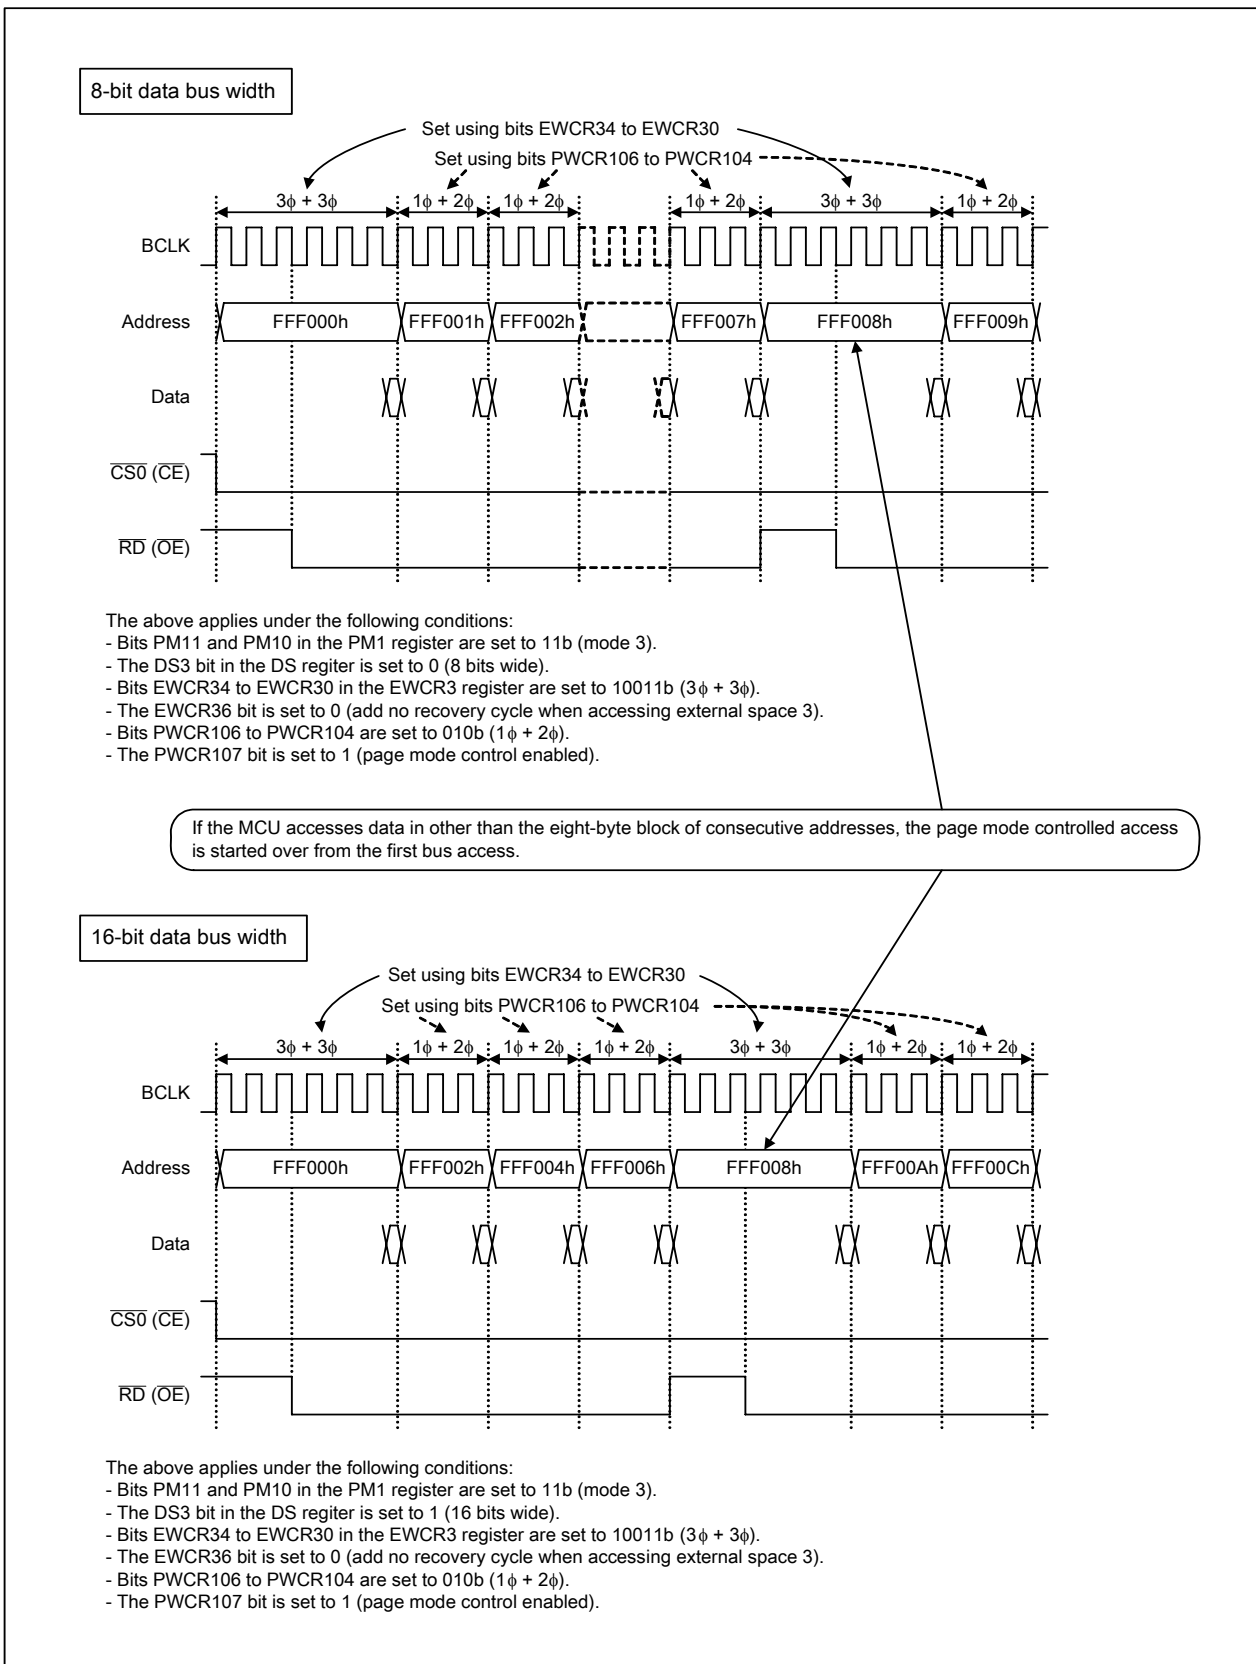 8-bit data bus width
Set using bits EWCR34 to EWCR30
Set using bits PWCR106 to PWCR104
3ϕ + 3ϕ 1ϕ + 2ϕ 1ϕ + 2ϕ 1ϕ + 2ϕ 3ϕ + 3ϕ 1ϕ + 2ϕ
BCLK
Address FFF000h FFF001h FFF002h FFF007h FFF008h FFF009h
Data
CS0 (CE)
RD (OE)
The above applies under the following conditions:
- Bits PM11 and PM10 in the PM1 register are set to 11b (mode 3).
- The DS3 bit in the DS regiter is set to 0 (8 bits wide).
- Bits EWCR34 to EWCR30 in the EWCR3 register are set to 10011b (3ϕ + 3ϕ).
- The EWCR36 bit is set to 0 (add no recovery cycle when accessing external space 3).
- Bits PWCR106 to PWCR104 are set to 010b (1ϕ + 2ϕ).
- The PWCR107 bit is set to 1 (page mode control enabled).
If the MCU accesses data in other than the eight-byte block of consecutive addresses, the page mode controlled access
is started over from the first bus access.
16-bit data bus width
Set using bits EWCR34 to EWCR30
Set using bits PWCR106 to PWCR104
3ϕ + 3ϕ 1ϕ + 2ϕ 1ϕ + 2ϕ 1ϕ + 2ϕ 3ϕ + 3ϕ 1ϕ + 2ϕ 1ϕ + 2ϕ
BCLK
Address FFF000h FFF002h FFF004h FFF006h FFF008h FFF00Ah FFF00Ch
Data
CS0 (CE)
RD (OE)
The above applies under the following conditions:
- Bits PM11 and PM10 in the PM1 register are set to 11b (mode 3).
- The DS3 bit in the DS regiter is set to 1 (16 bits wide).
- Bits EWCR34 to EWCR30 in the EWCR3 register are set to 10011b (3ϕ + 3ϕ).
- The EWCR36 bit is set to 0 (add no recovery cycle when accessing external space 3).
- Bits PWCR106 to PWCR104 are set to 010b (1ϕ + 2ϕ).
- The PWCR107 bit is set to 1 (page mode control enabled).